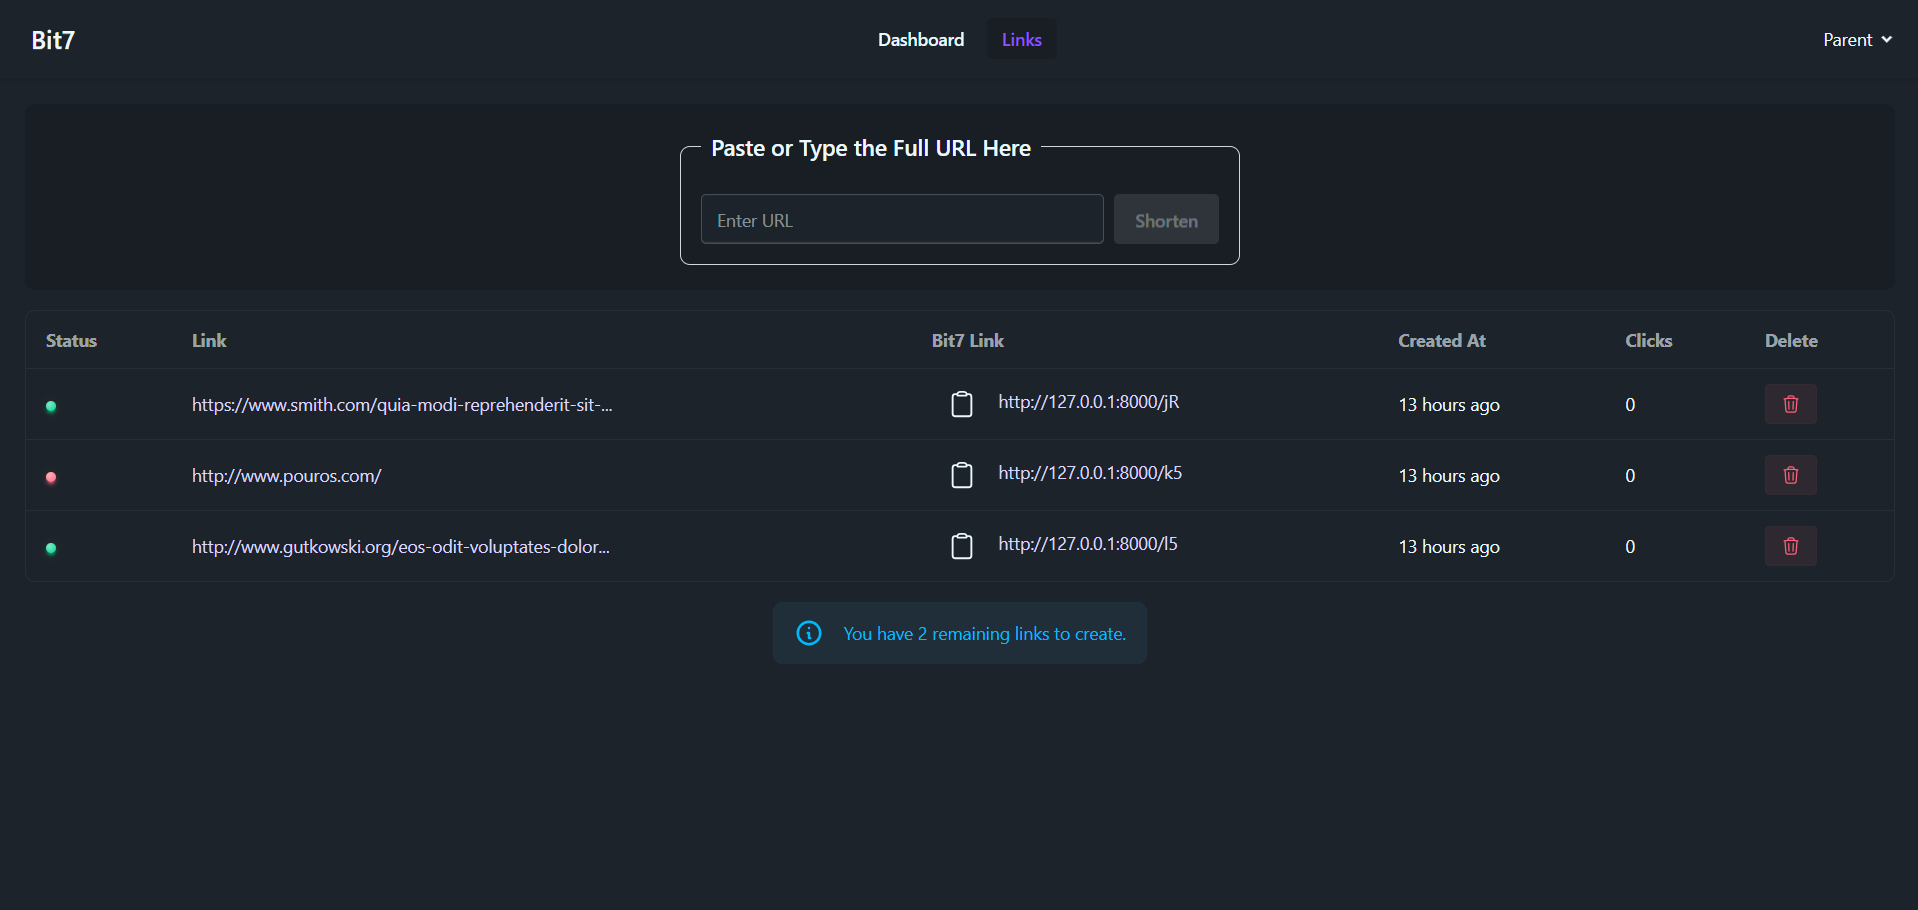 Bit7 Dashboard Links Parent
Paste or Type the Full URL Here
Enter URL Shorten
Status Link Bit7 Link Created At Clicks Delete
https://www.smith.com/quia-modi-reprehenderit-sit-... http://127.0.0.1:8000/jR 13 hours ago 0
http://www.pouros.com/ http://127.0.0.1:8000/k5 13 hours ago 0
http://www.gutkowski.org/eos-odit-voluptates-dolor... http://127.0.0.1:8000/l5 13 hours ago 0
You have 2 remaining links to create.